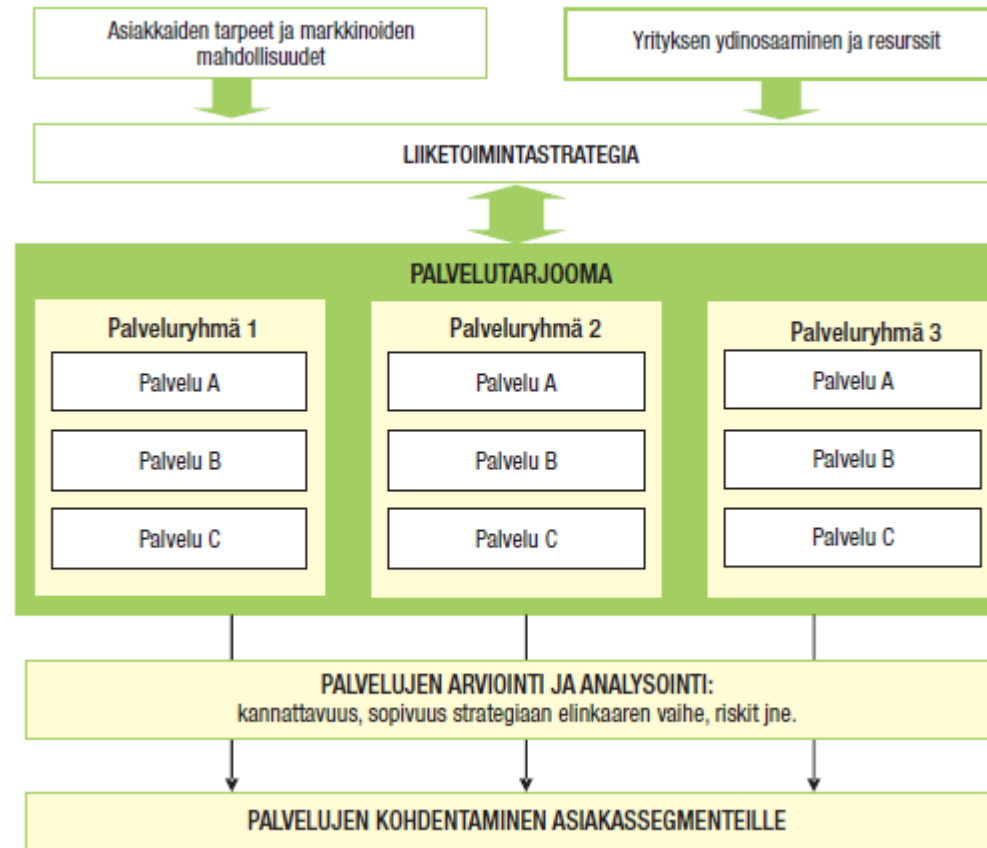 Asiakkaiden tarpeet ja markkinoiden
mahdollisuudet
Yrityksen ydinosaaminen ja resurssit
LIIKETOIMINTASTRATEGIA
PALVELUTARJOOMA
Palveluryhmä 1
Palvelu A
Palvelu B
Palvelu C
Palveluryhmä 2
Palvelu A
Palvelu B
Palvelu C
Palveluryhmä 3
Palvelu A
Palvelu B
Palvelu C
PALVELUJEN ARVIOINTI JA ANALYSOINTI:
kannattavuus, sopivuus strategiaan elinkaaren vaihe, riskit jne.
PALVELUJEN KOHDENTAMINEN ASIAKASSEGMENTEILLE